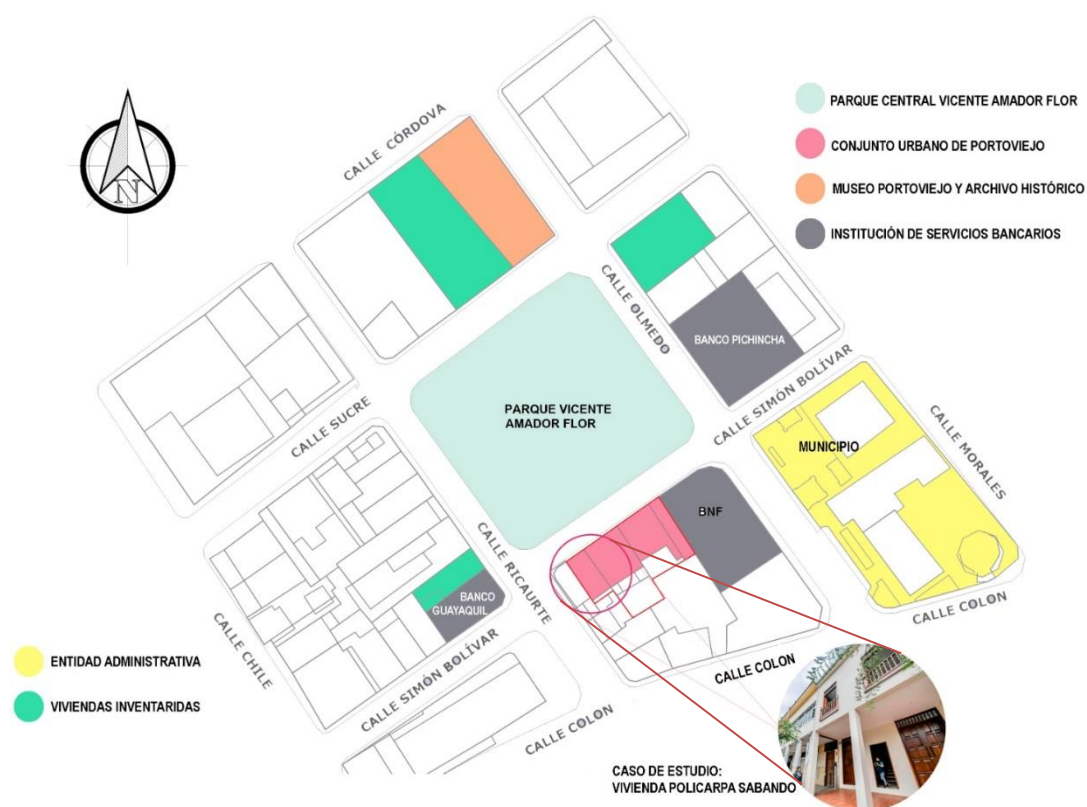 CALLE CÓRDOVA
PARQUE CENTRAL VICENTE AMADOR FLOR
CONJUNTO URBANO DE PORTOVIEJO
MUSEO PORTOVIEJO Y ARCHIVO HISTÓRICO
INSTITUCIÓN DE SERVICIOS BANCARIOS
N
CALLE OLMEDO
BANCO PICHINCHA
CALLE SIMÓN BOLÍVAR
CALLE SUCRE
PARQUE VICENTE
AMADOR FLOR
MUNICIPIO
CALLE MORALES
BNF
CALLE RICAURTE
BANCO
GUAYAQUIL
CALLE COLON
CALLE CHILE
CALLE SIMÓN BOLÍVAR
CALLE COLON
CALLE COLON
ENTIDAD ADMINISTRATIVA
VIVIENDAS INVENTARIDAS
CASO DE ESTUDIO:
VIVIENDA POLICARPA SABANDO